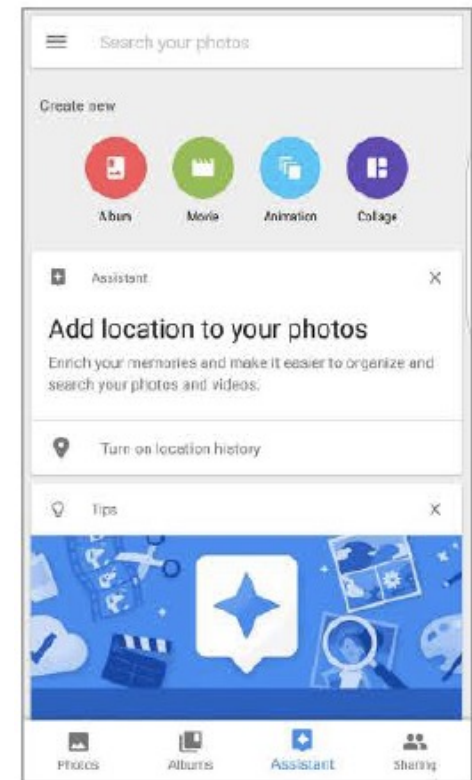 Search your photos
Create new
Album Movie Animation Collage
Assistant
Add location to your photos
Enrich your memories and make it easier to organize and
search your photos and videos.
Turn on location history
Tips
Photos Albums Assistant Sharing